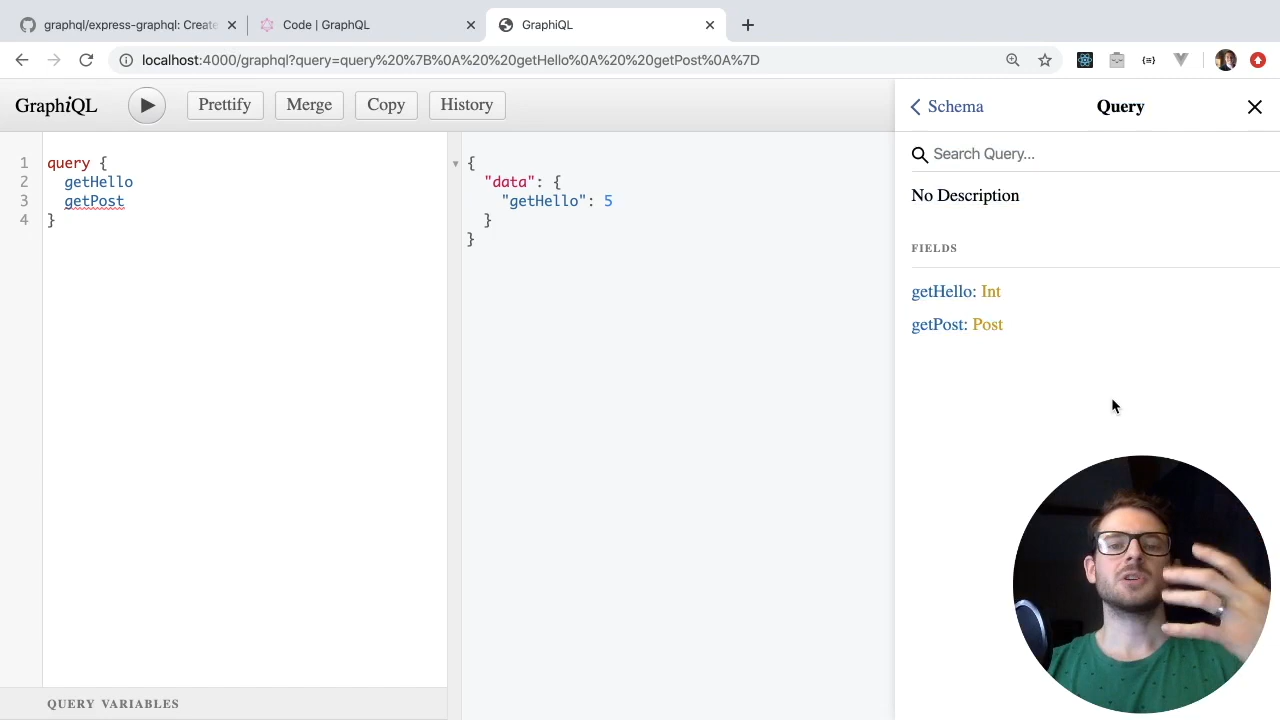 graphql/express-graphql: Create
Code | GraphQL
GraphiQL
localhost:4000/graphql?query=query%20%7B%0A%20%20getHello%0A%20%20getPost%0A%7D
GraphiQL
Prettify
Merge
Copy
History
Schema
Query
Search Query...
No Description
FIELDS
getHello: Int
getPost: Post
1 query {
2 getHello
3 getPost
4 }
{
"data": {
"getHello": 5
}
}
QUERY VARIABLES